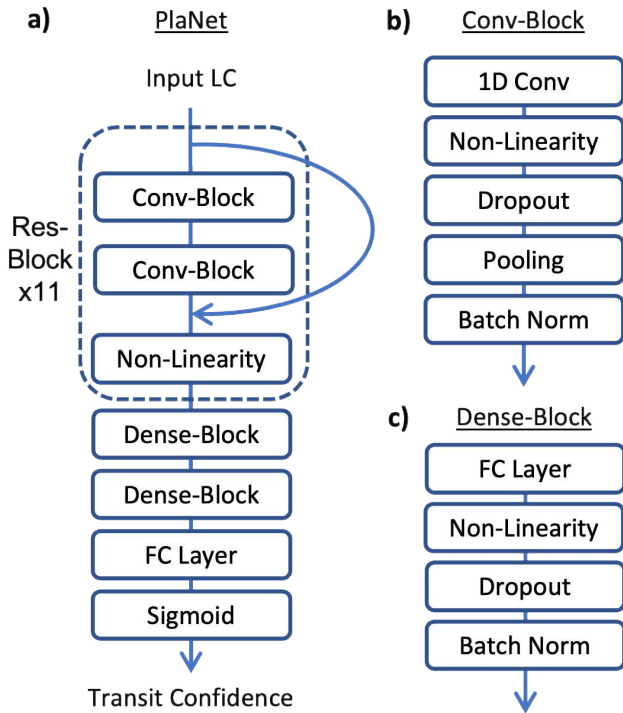 a) PlaNet
Input LC
Res-
Block
x11
Conv-Block
Conv-Block
Non-Linearity
Dense-Block
Dense-Block
FC Layer
Sigmoid
Transit Confidence
b) Conv-Block
1D Conv
Non-Linearity
Dropout
Pooling
Batch Norm
c) Dense-Block
FC Layer
Non-Linearity
Dropout
Batch Norm